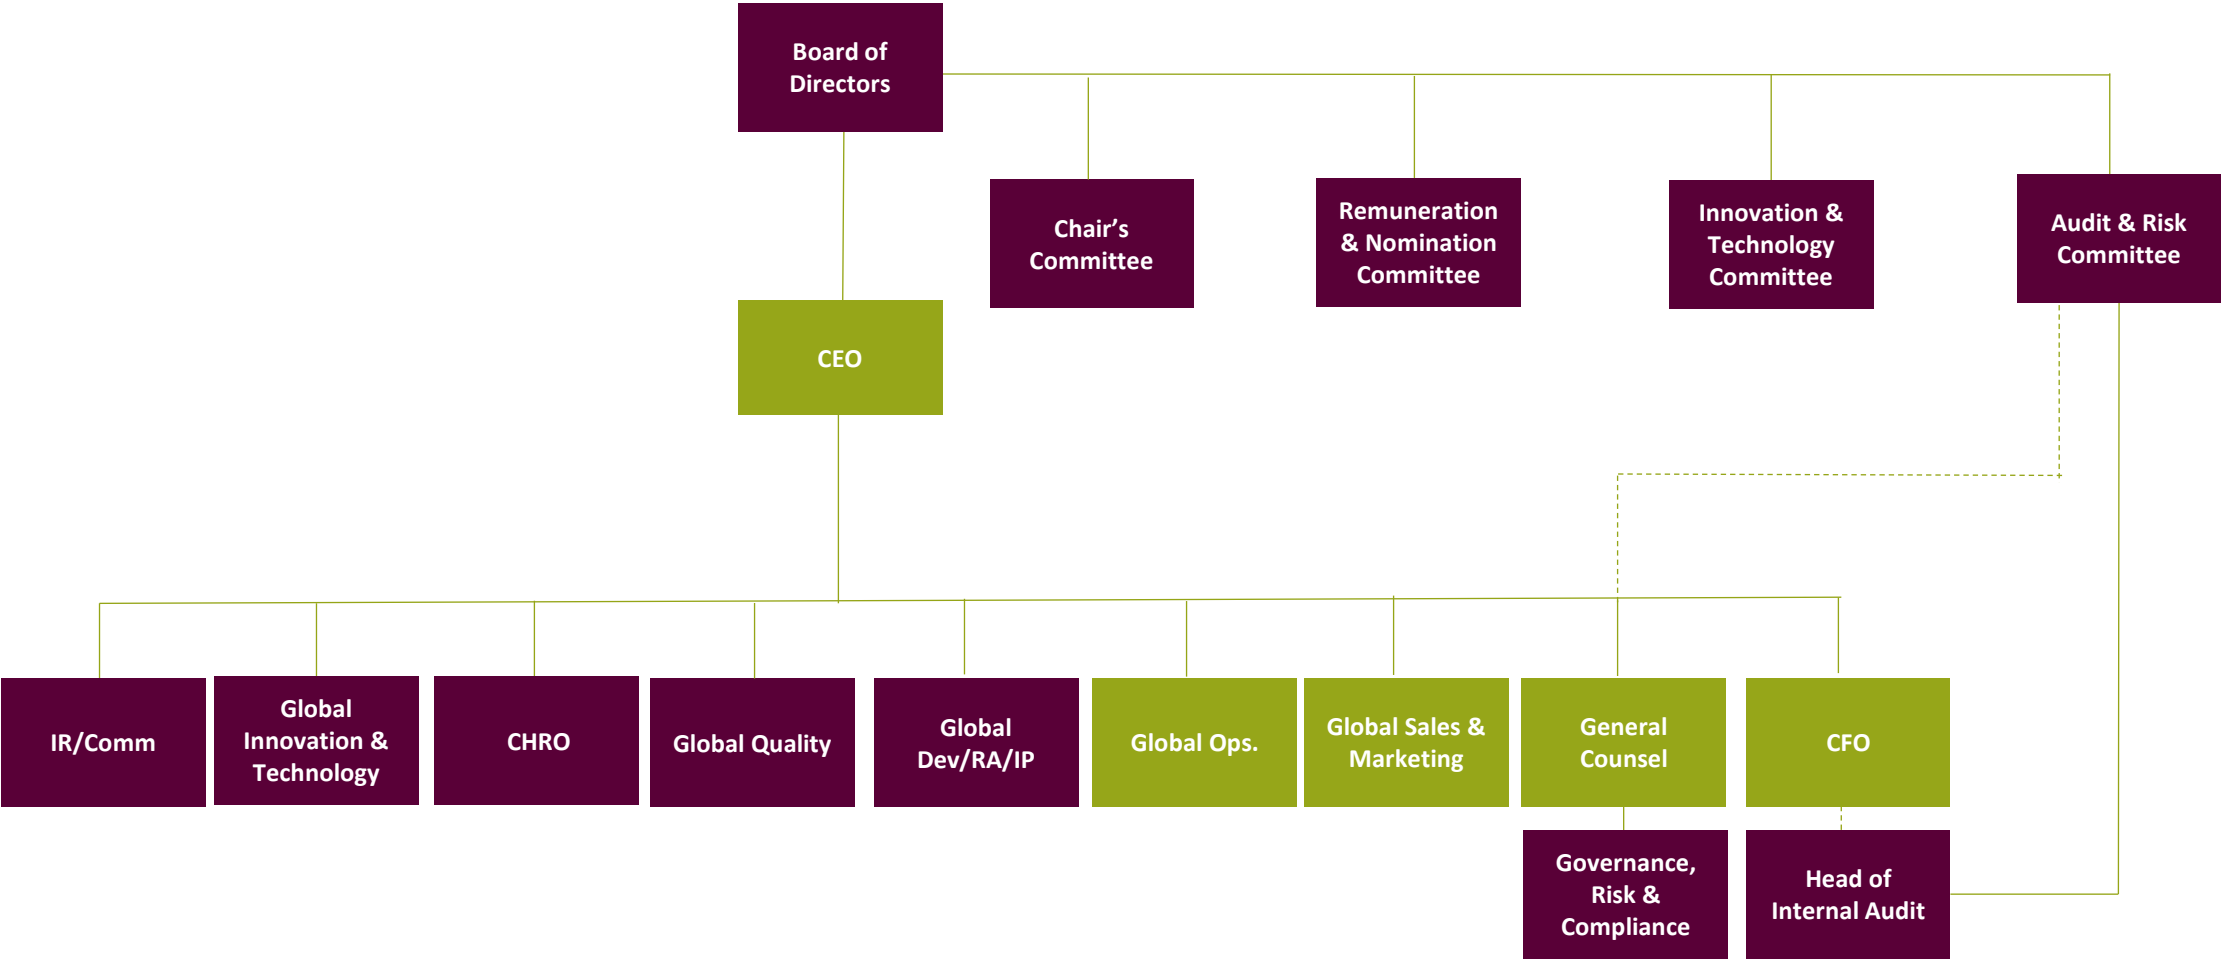 Board of
Directors
Chair’s
Committee
Remuneration
& Nomination
Committee
Innovation &
Technology
Committee
Audit & Risk
Committee
CEO
IR/Comm
Global
Innovation &
Technology
CHRO
Global Quality
Global
Dev/RA/IP
Global Ops.
Global Sales &
Marketing
General
Counsel
CFO
Governance,
Risk &
Compliance
Head of
Internal Audit